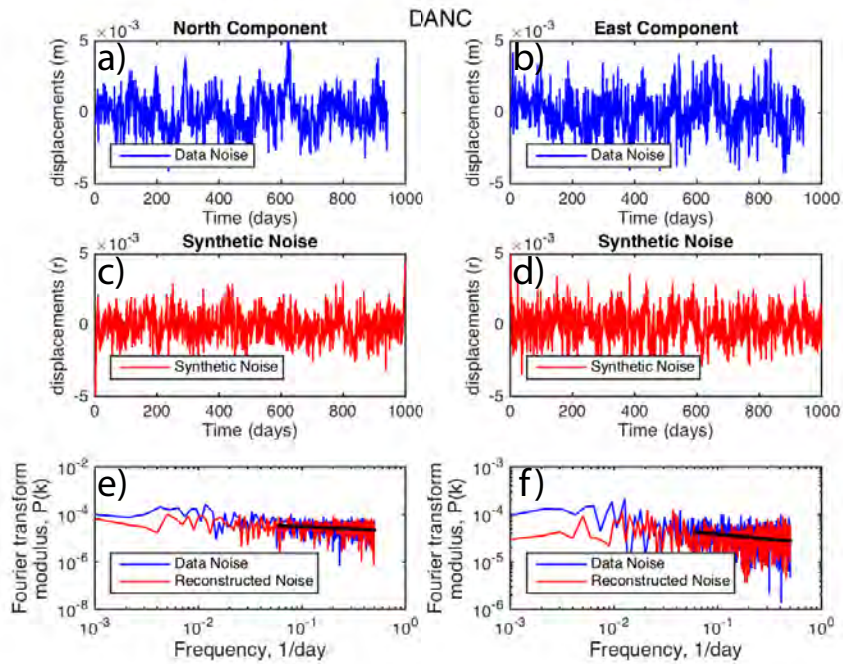 DANC
North Component
East Component
a)
×10⁻³
5
0
-5
displacements (m)
Data Noise
0 200 400 600 800 1000
Time (days)
b)
×10⁻³
5
0
-5
displacements (m)
Data Noise
0 200 400 600 800 1000
Time (days)
Synthetic Noise
c)
×10⁻³
5
0
-5
displacements (r)
Synthetic Noise
0 200 400 600 800 1000
Time (days)
Synthetic Noise
d)
×10⁻³
5
0
-5
displacements (r)
Synthetic Noise
0 200 400 600 800 1000
Time (days)
e)
10⁻²
10⁻⁴
10⁻⁶
10⁻⁸
Fourier transform
modulus, P(k)
Data Noise
Reconstructed Noise
10⁻³ 10⁻² 10⁻¹ 10⁰
Frequency, 1/day
f)
10⁻³
10⁻⁴
10⁻⁵
10⁻⁶
Fourier transform
modulus, P(k)
Data Noise
Reconstructed Noise
10⁻³ 10⁻² 10⁻¹ 10⁰
Frequency, 1/day